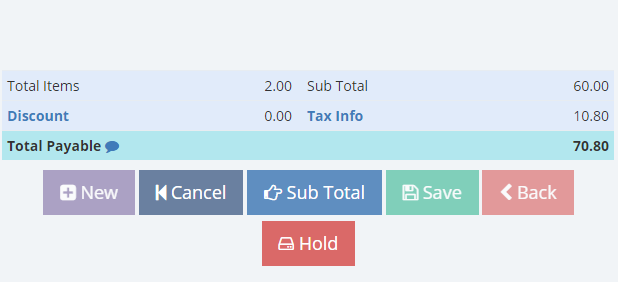 Total Items 2.00 Sub Total 60.00
Discount 0.00 Tax Info 10.80
Total Payable 70.80
New Cancel Sub Total Save Back
Hold